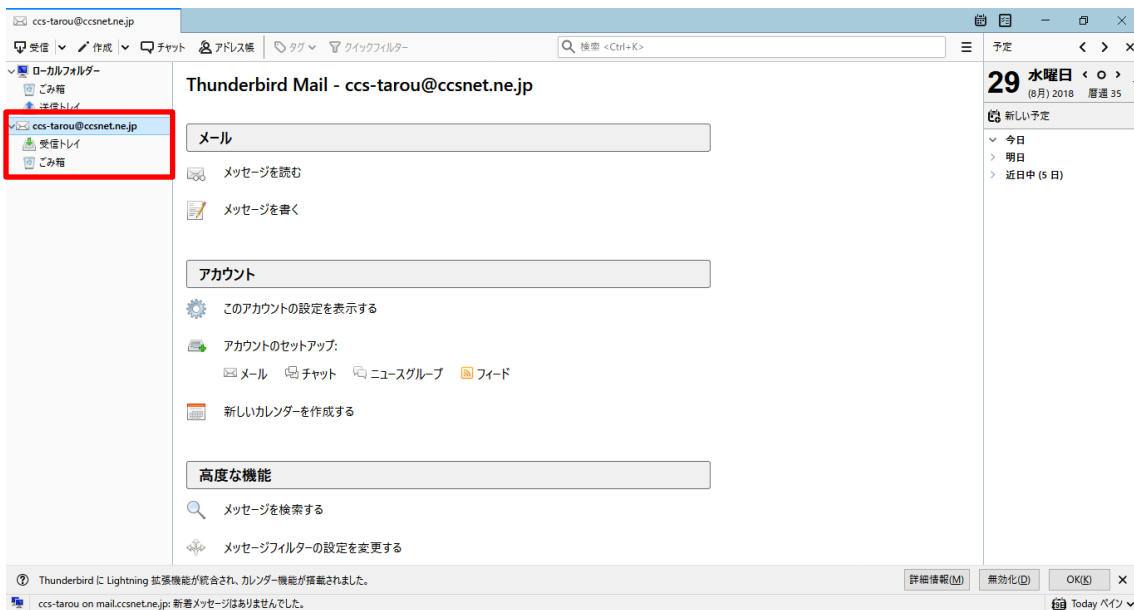 ccs-tarou@ccsnet.ne.jp
受信 作成 チャット アドレス帳 タグ クイックフィルター 検索 <Ctrl+K>
予定
ローカルフォルダー
ごみ箱
送信トレイ
ccs-tarou@ccsnet.ne.jp
受信トレイ
ごみ箱
Thunderbird Mail - ccs-tarou@ccsnet.ne.jp
メール
メッセージを読む
メッセージを書く
アカウント
このアカウントの設定を表示する
アカウントのセットアップ:
メール チャット ニュースグループ フィード
新しいカレンダーを作成する
高度な機能
メッセージを検索する
メッセージフィルターの設定を変更する
29 水曜日
(8月) 2018 暦週 35
新しい予定
今日
明日
近日中 (5 日)
Thunderbird に Lightning 拡張機能が統合され、カレンダー機能が搭載されました。 詳細情報(M) 無効化(D) OK(K)
ccs-tarou on mail.ccsnet.ne.jp: 新着メッセージはありませんでした。 Today ペイン